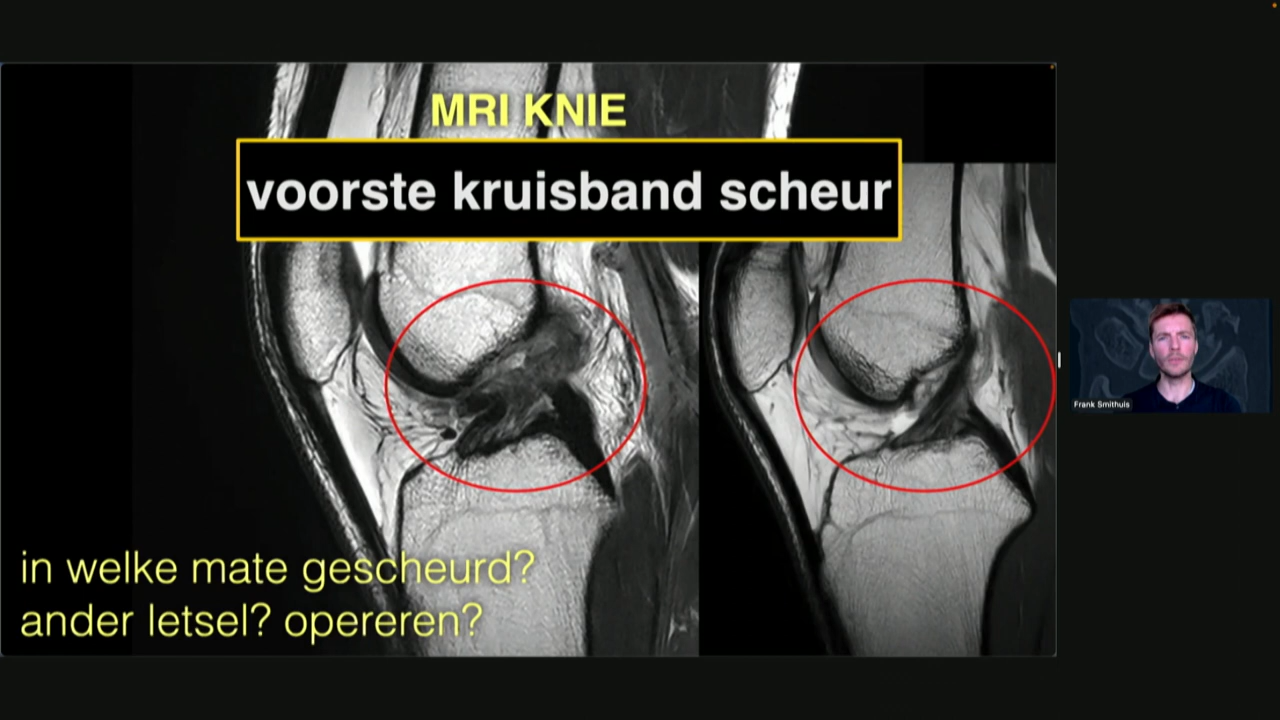 MRI KNIE
voorste kruisband scheur
in welke mate gescheurd?
ander letsel? opereren?
Frank Smithuis